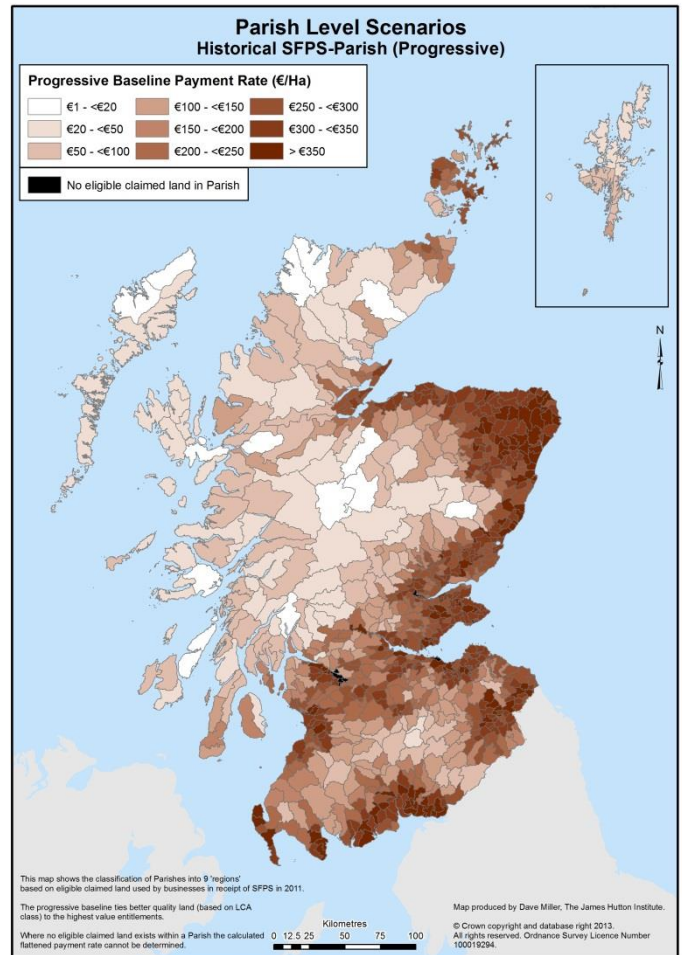 Parish Level Scenarios
Historical SFPS-Parish (Progressive)
Progressive Baseline Payment Rate (€/Ha)
€1 - <€20 €100 - <€150 €250 - <€300
€20 - <€50 €150 - <€200 €300 - <€350
€50 - <€100 €200 - <€250 > €350
No eligible claimed land in Parish
N
This map shows the classification of Parishes into 9 'regions'
based on eligible claimed land used by businesses in receipt of SFPS in 2011.
The progressive baseline ties better quality land (based on LCA
class) to the highest value entitlements.
Where no eligible claimed land exists within a Parish the calculated
flattened payment rate cannot be determined.
Kilometres
0 12.5 25 50 75 100
Map produced by Dave Miller, The James Hutton Institute.
© Crown copyright and database right 2013.
All rights reserved. Ordnance Survey Licence Number
100019294.